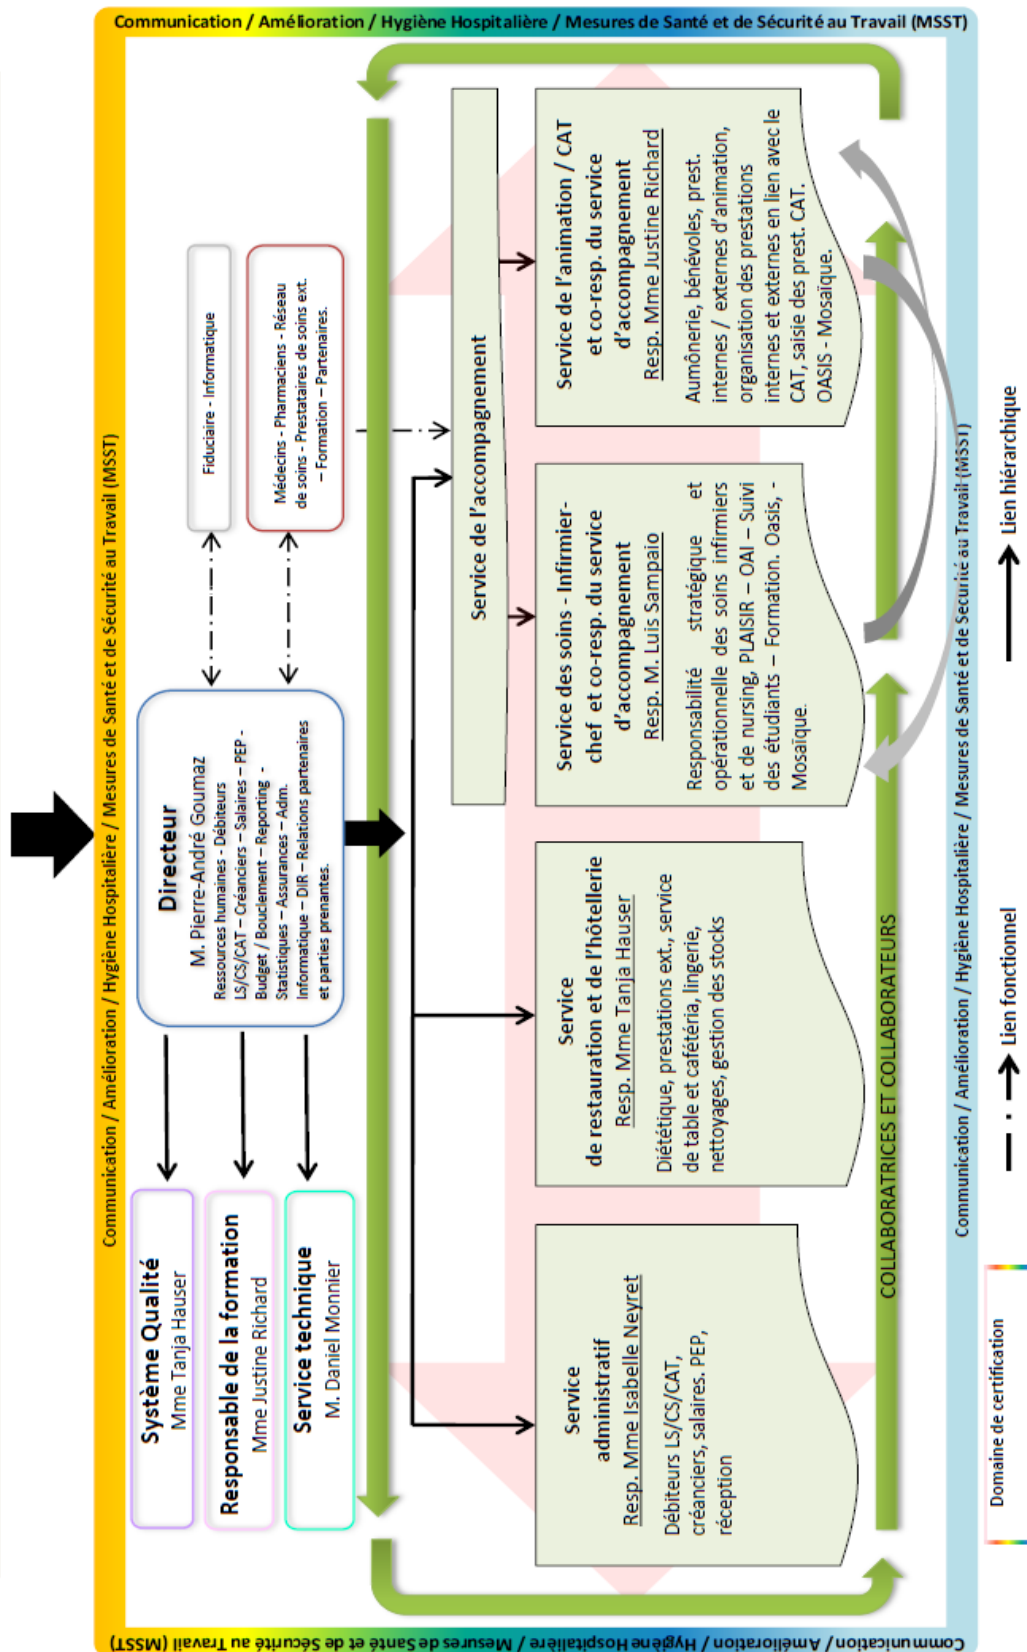 Communication / Amélioration / Hygiène Hospitalière / Mesures de Santé et de Sécurité au Travail (MSST)
Communication / Amélioration / Hygiène Hospitalière / Mesures de Santé et de Sécurité au Travail (MSST)
Système Qualité
Mme Tanja Hauser
Responsable de la formation
Mme Justine Richard
Service technique
M. Daniel Monnier
Directeur
M. Pierre-André Goumaz
Ressources humaines - Débiteurs
LS/CS/CAT – Créanciers – Salaires – PEP -
Budget / Bouclement – Reporting -
Statistiques – Assurances – Adm.
Informatique – DIR – Relations partenaires
et parties prenantes.
Fiduciaire - Informatique
Médecins - Pharmaciens - Réseau
de soins - Prestataires de soins ext.
– Formation – Partenaires.
Service de l'accompagnement
Service
administratif
Resp. Mme Isabelle Neyret
Débiteurs LS/CS/CAT,
créanciers, salaires. PEP,
réception
Service
de restauration et de l'hôtellerie
Resp. Mme Tanja Hauser
Diététique, prestations ext., service
de table et cafétéria, lingerie,
nettoyages, gestion des stocks
Service des soins - Infirmier-
chef et co-resp. du service
d'accompagnement
Resp. M. Luis Sampaio
Responsabilité stratégique et
opérationnelle des soins infirmiers
et de nursing, PLAISIR – OAI – Suivi
des étudiants – Formation. Oasis, -
Mosaïque.
Service de l'animation / CAT
et co-resp. du service
d'accompagnement
Resp. Mme Justine Richard
Aumônerie, bénévoles, prest.
internes / externes d'animation,
organisation des prestations
internes et externes en lien avec le
CAT, saisie des prest. CAT.
OASIS - Mosaïque.
COLLABORATRICES ET COLLABORATEURS
Communication / Amélioration / Hygiène Hospitalière / Mesures de Santé et de Sécurité au Travail (MSST)
Communication / Amélioration / Hygiène Hospitalière / Mesures de Santé et de Sécurité au Travail (MSST)
Domaine de certification
Lien fonctionnel
Lien hiérarchique